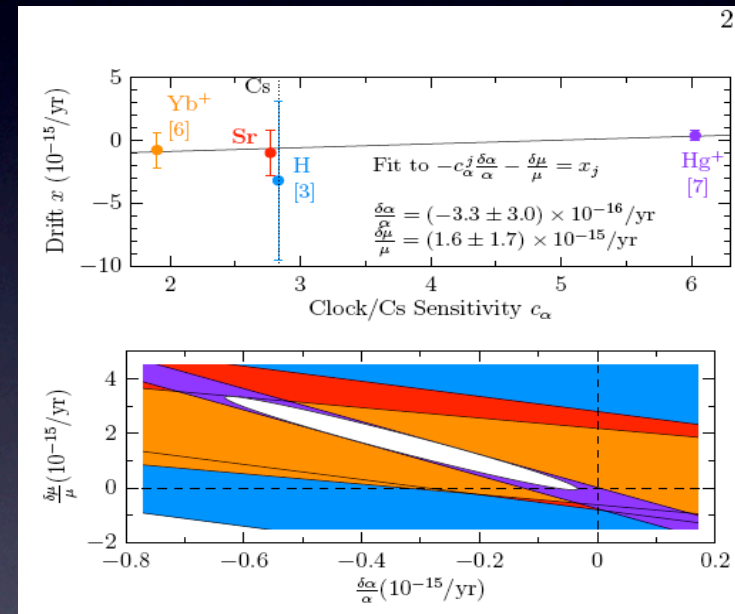 2
5
0
−5
−10
Drift x (10⁻¹⁵/yr)
Cs
Yb⁺
[6]
Sr
H
[3]
Hg⁺
[7]
Fit to −c_α^j δα/α − δμ/μ = x_j
δα/α = (−3.3 ± 3.0) × 10⁻¹⁶/yr
δμ/μ = (1.6 ± 1.7) × 10⁻¹⁵/yr
2 3 4 5 6
Clock/Cs Sensitivity c_α
4
2
0
−2
δμ/μ(10⁻¹⁵/yr)
−0.8 −0.6 −0.4 −0.2 0 0.2
δα/α(10⁻¹⁵/yr)